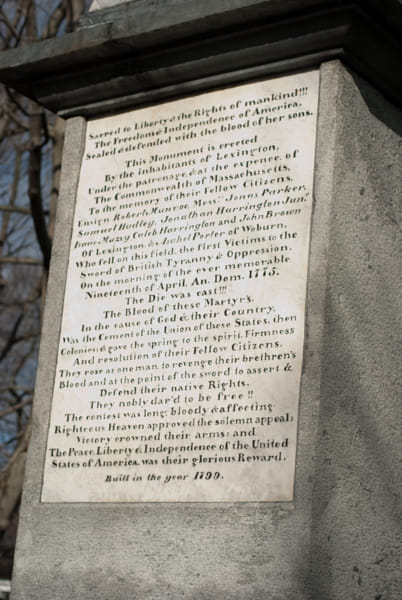 Sacred to Liberty & the Rights of mankind!!!
The Freedom & Independence of America,
Sealed & defended with the blood of her sons.
This Monument is erected
By the inhabitants of Lexington,
Under the patronage, & at the expence, of
The Commonwealth of Massachusetts,
To the memory of their Fellow Citizens,
Ensign Robert Munroe, Mess.rs Jonas Parker,
Samuel Hadley, Jonathan Harrington Jun.r
Isaac Muzzy, Caleb Harrington and John Brown
Of Lexington, & Asahel Porter of Woburn,
Who fell on this field, the first Victims to the
Sword of British Tyranny & Oppression,
On the morning of the ever memorable
Nineteenth of April, An. Dom. 1775.
The Die was cast!!!
The Blood of these Martyr's,
In the cause of God & their Country,
Was the Cement of the Union of these States, then
Colonies; & gave the spring to the spirit, Firmness
And resolution of their Fellow Citizens.
They rose as one man, to revenge their brethren's
Blood and at the point of the sword to assert &
Defend their native Rights.
They nobly dar'd to be free!!
The contest was long, bloody & affecting
Righteous Heaven approved the solemn appeal;
Victory crowned their arms; and
The Peace, Liberty & Independence of the United
States of America, was their glorious Reward.
Built in the year 1799.